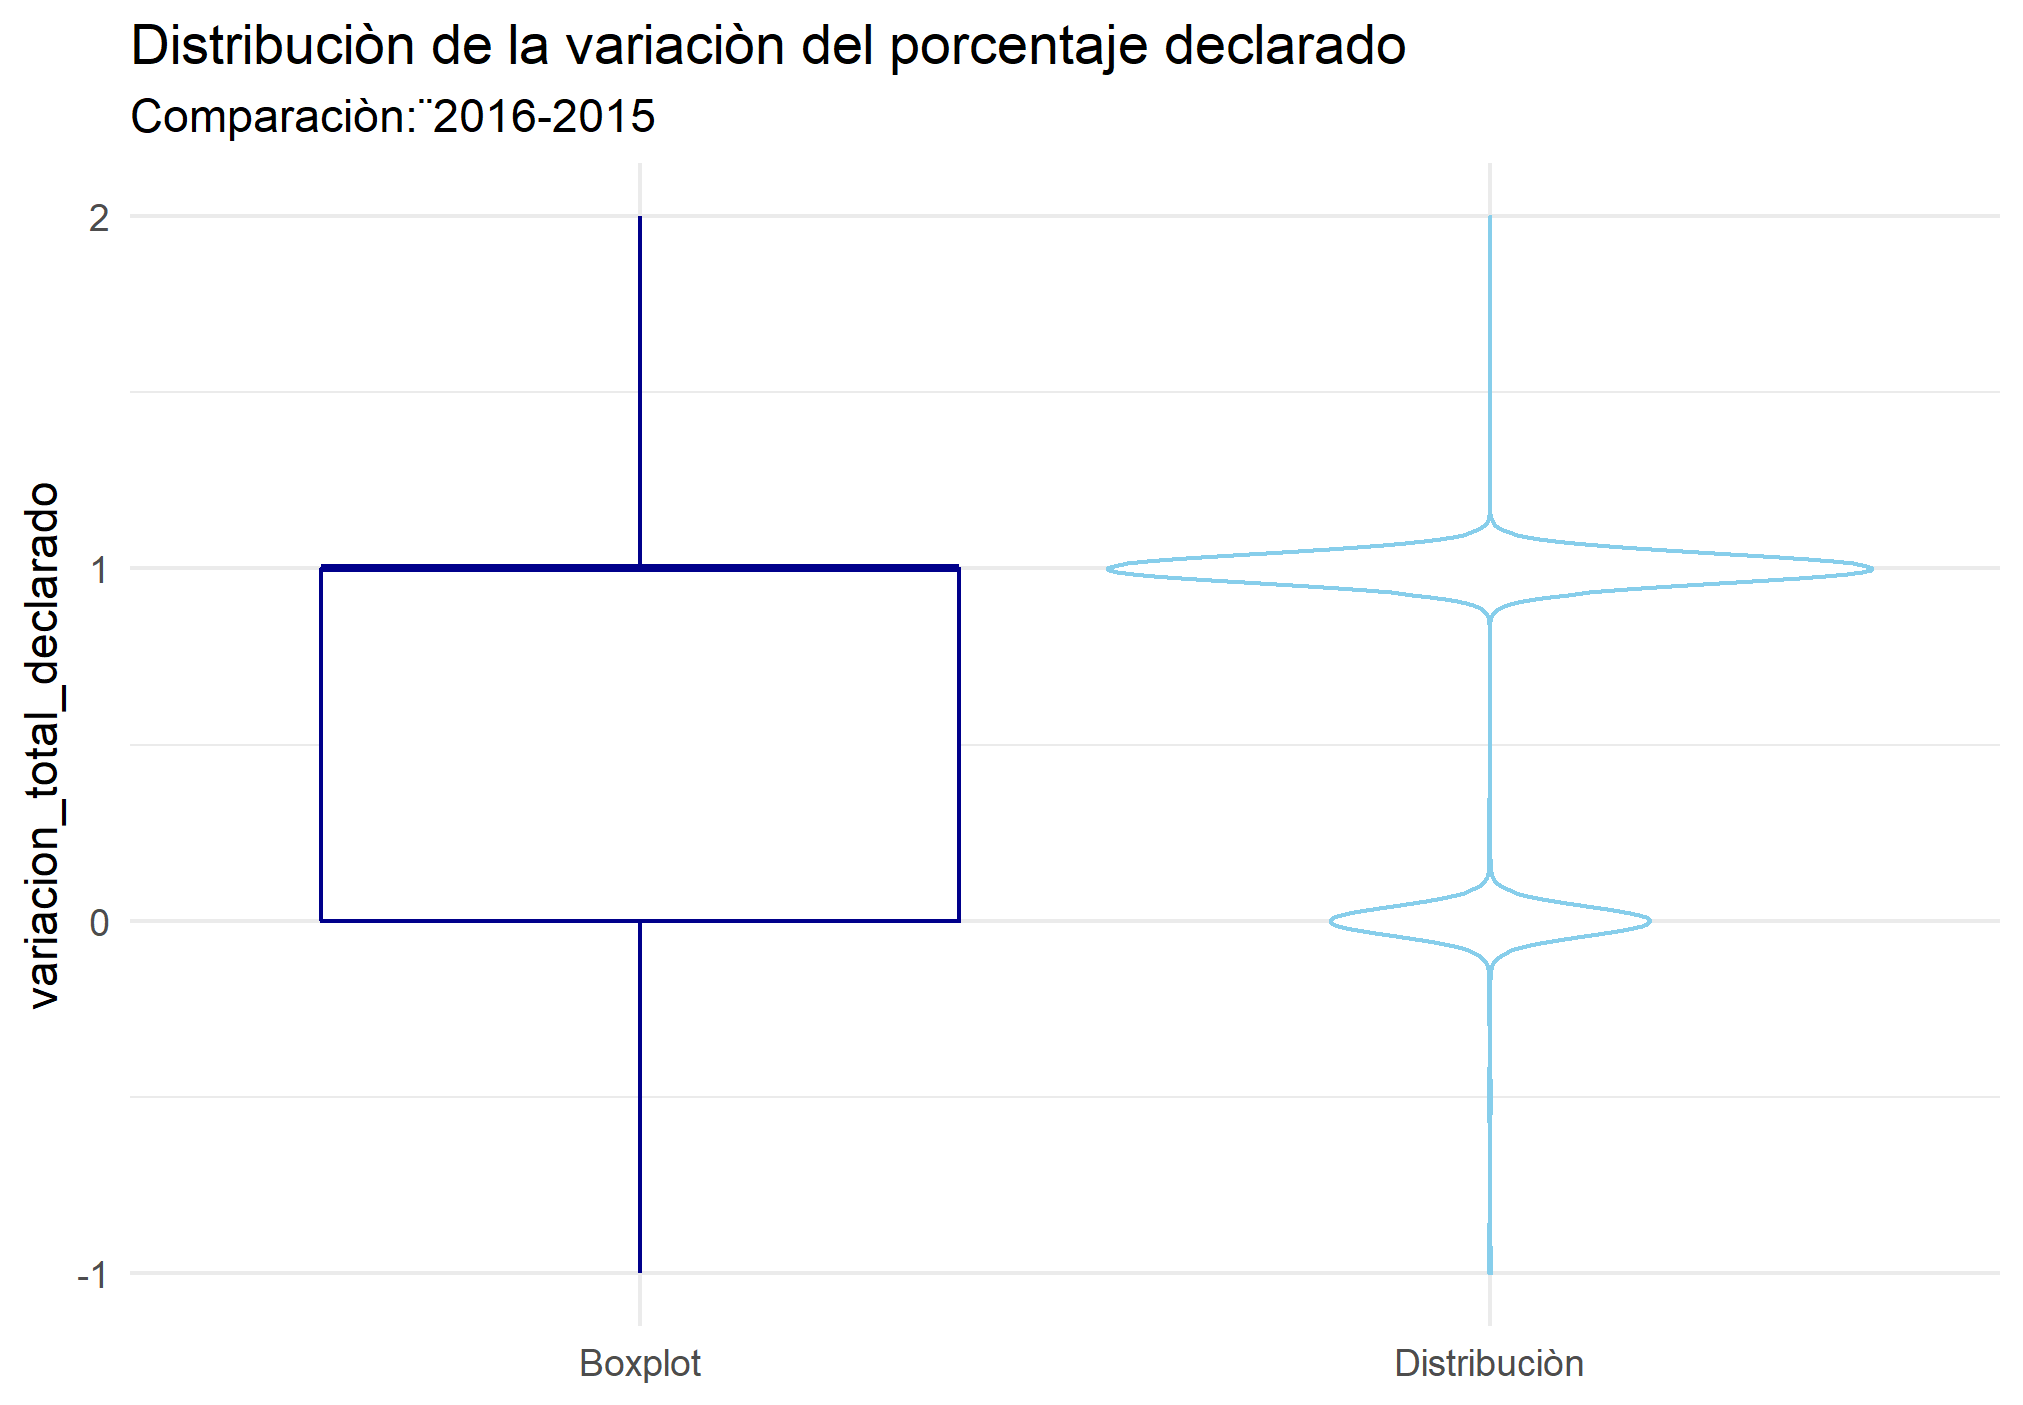 Distribuciòn de la variaciòn del porcentaje declarado
Comparaciòn:¨2016-2015
variacion_total_declarado
2
1
0
-1
Boxplot
Distribuciòn